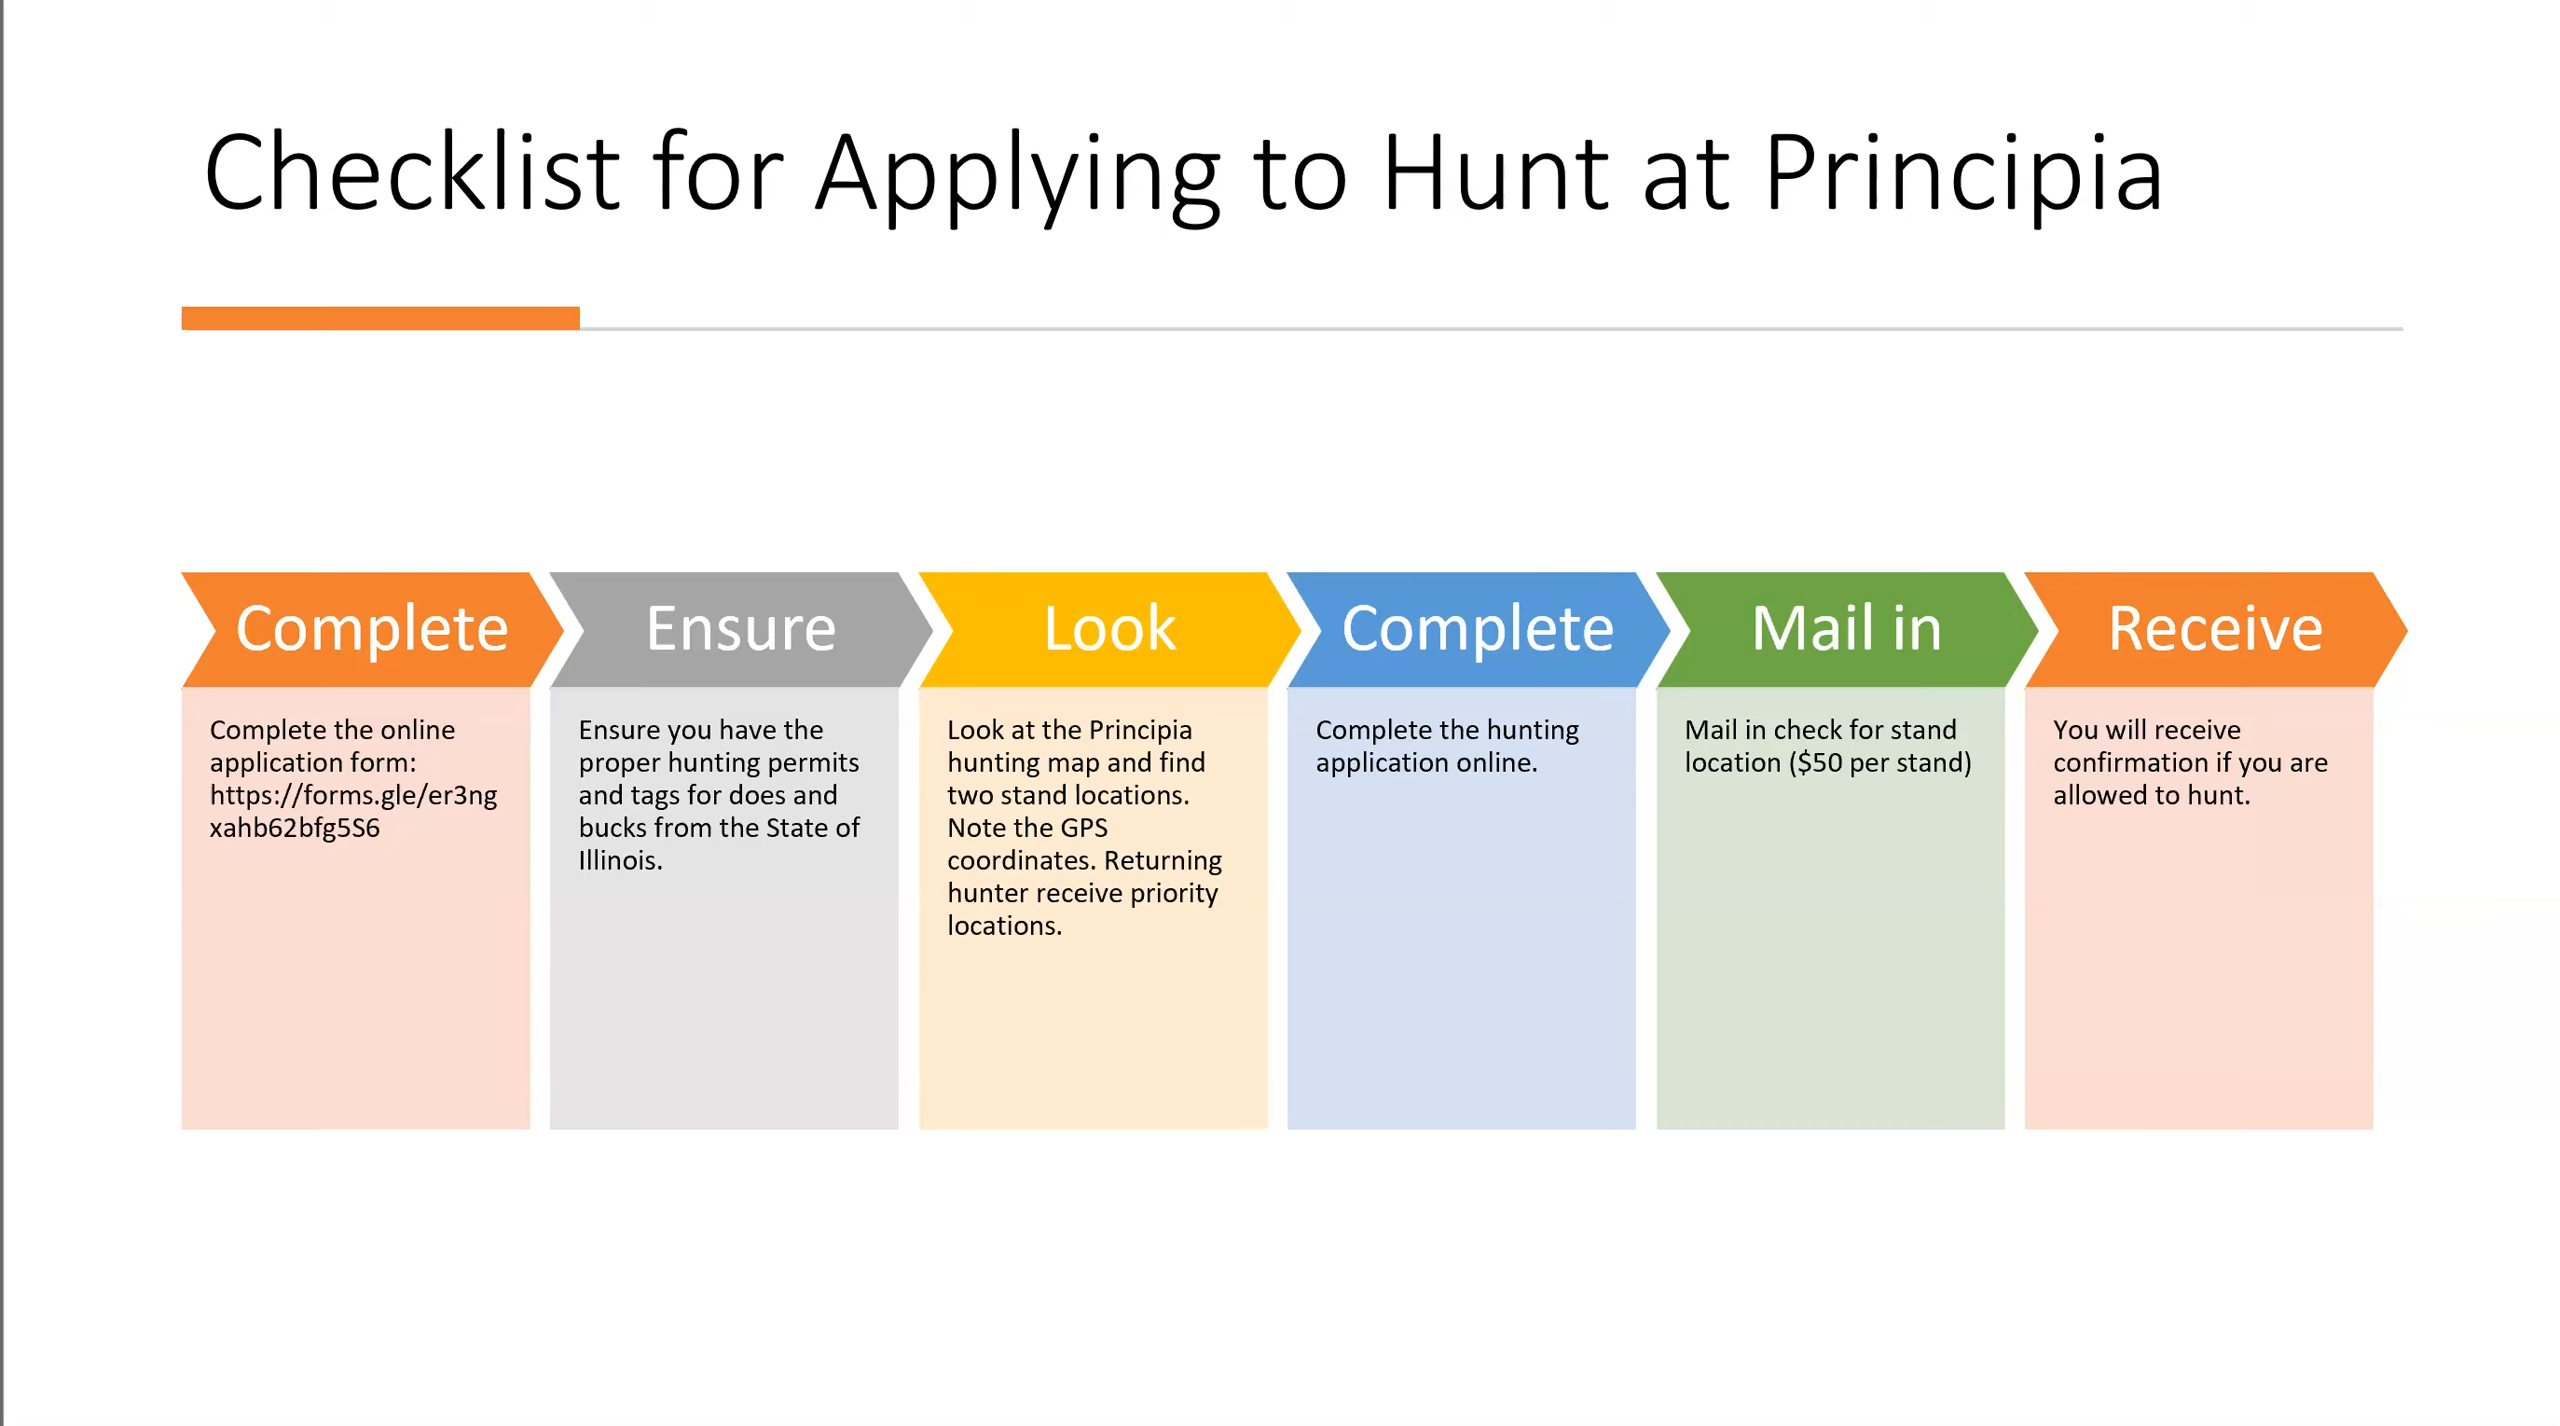 Checklist for Applying to Hunt at Principia
Complete
Complete the online
application form:
https://forms.gle/er3ng
xahb62bfg5S6
Ensure
Ensure you have the
proper hunting permits
and tags for does and
bucks from the State of
Illinois.
Look
Look at the Principia
hunting map and find
two stand locations.
Note the GPS
coordinates. Returning
hunter receive priority
locations.
Complete
Complete the hunting
application online.
Mail in
Mail in check for stand
location ($50 per stand)
Receive
You will receive
confirmation if you are
allowed to hunt.